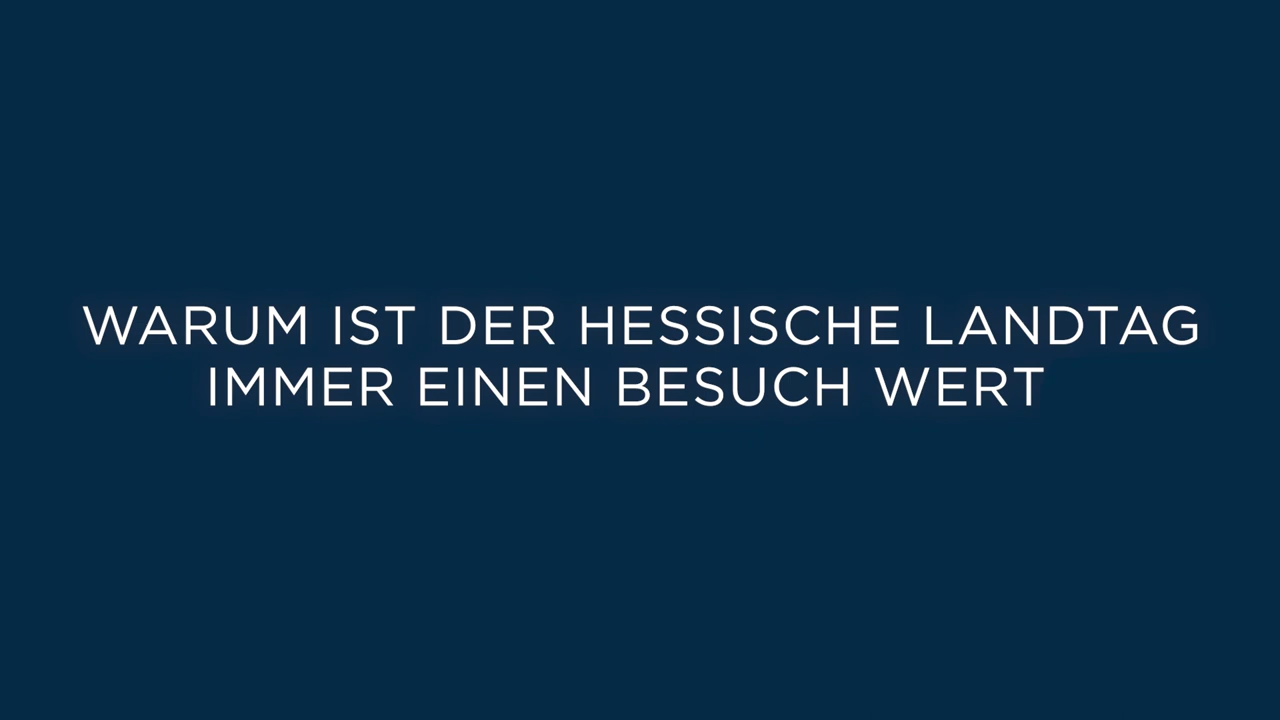 WARUM IST DER HESSISCHE LANDTAG
IMMER EINEN BESUCH WERT